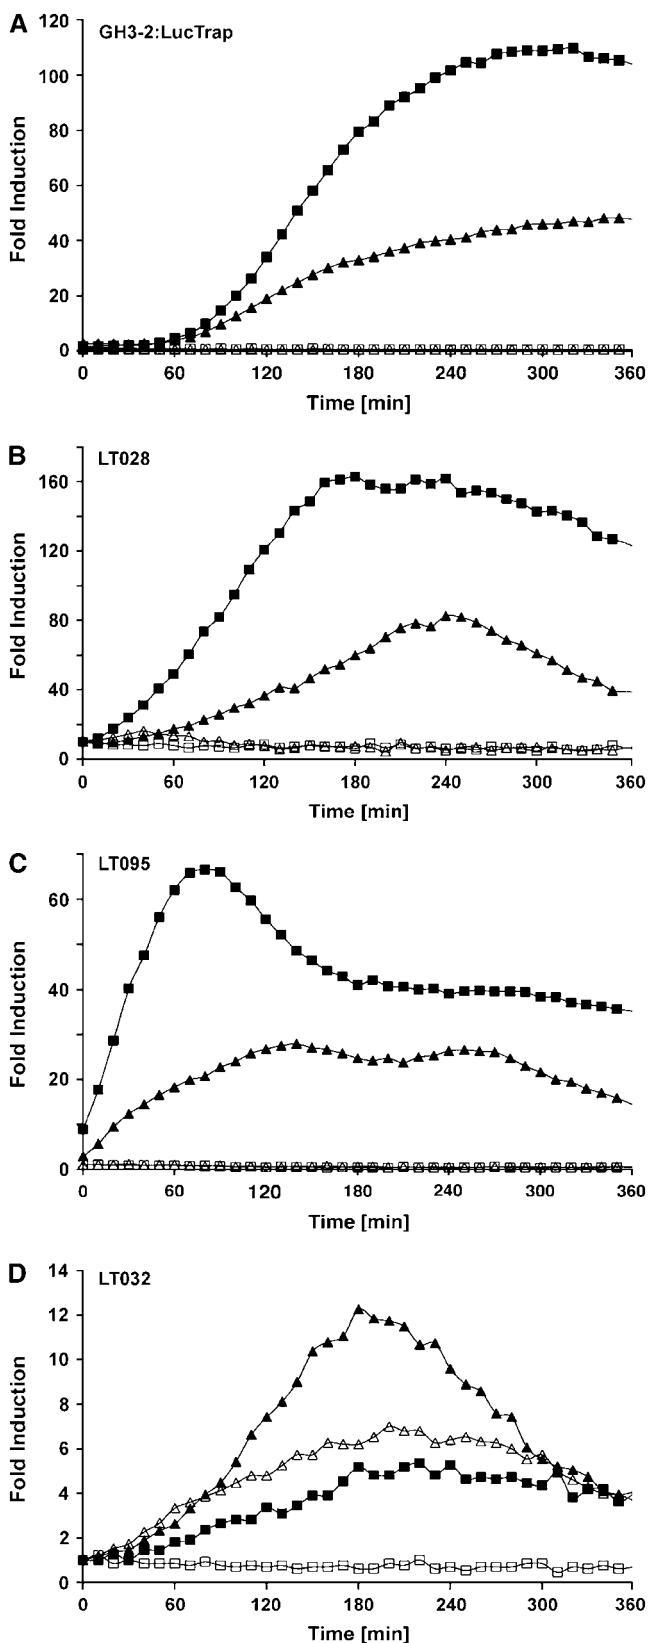 A
GH3-2:LucTrap
Fold Induction
120
100
80
60
40
20
0
0 60 120 180 240 300 360
Time [min]
B
LT028
Fold Induction
160
120
80
40
0
0 60 120 180 240 300 360
Time [min]
C
LT095
Fold Induction
60
40
20
0
0 60 120 180 240 300 360
Time [min]
D
LT032
Fold Induction
14
12
10
8
6
4
2
0
0 60 120 180 240 300 360
Time [min]